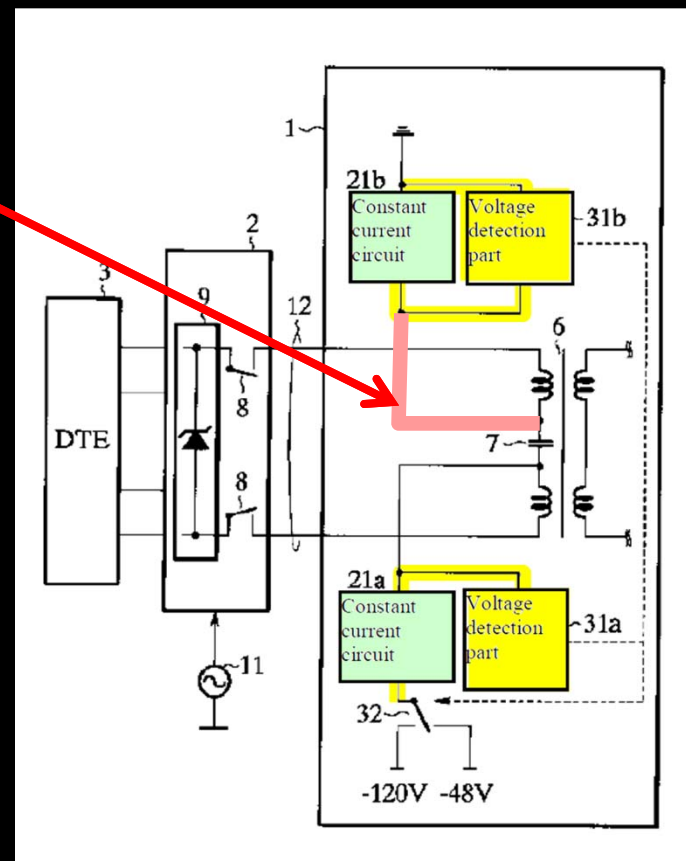 1
21b
Constant
current
circuit
Voltage
detection
part
31b
2
3
9
12
6
8
DTE
7
8
21a
Constant
current
circuit
Voltage
detection
part
31a
11
32
-120V -48V